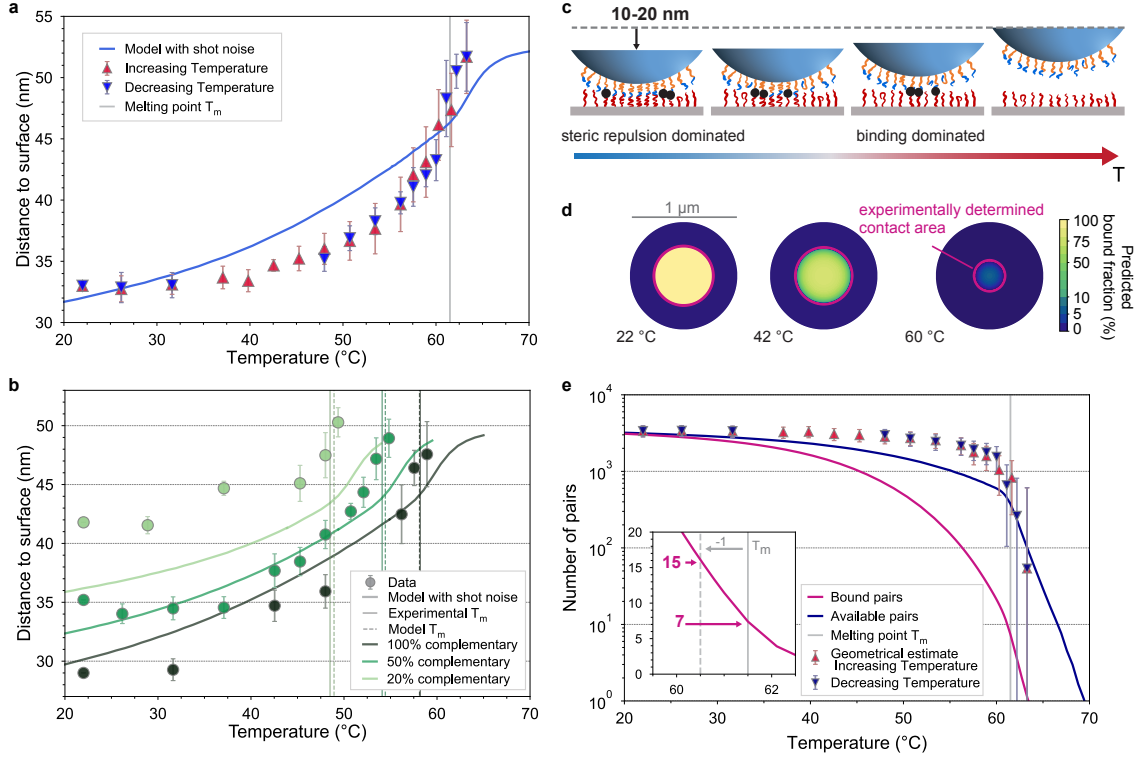 a
55
50
45
40
35
30
Distance to surface (nm)
Model with shot noise
Increasing Temperature
Decreasing Temperature
Melting point Tm
20
30
40
50
60
70
Temperature (°C)
b
50
45
40
35
30
Distance to surface (nm)
Data
Model with shot noise
Experimental Tm
Model Tm
100% complementary
50% complementary
20% complementary
20
30
40
50
60
70
Temperature (°C)
c
10-20 nm
steric repulsion dominated
binding dominated
T
d
1 μm
experimentally determined
contact area
22 °C
42 °C
60 °C
100
75
50
10
5
0
Predicted
bound fraction (%)
e
10^4
10^3
10^2
10^1
10^0
Number of pairs
20
15
10
5
0
15
7
-1
Tm
60
62
Bound pairs
Available pairs
Melting point Tm
Geometrical estimate
Increasing Temperature
Decreasing Temperature
20
30
40
50
60
70
Temperature (°C)